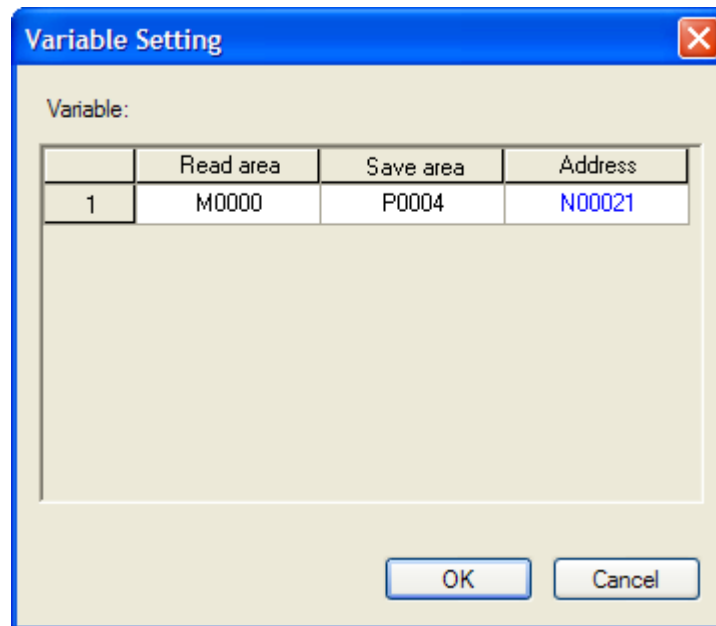 Variable Setting
Variable:
Read area Save area Address
1 M0000 P0004 N00021
OK Cancel